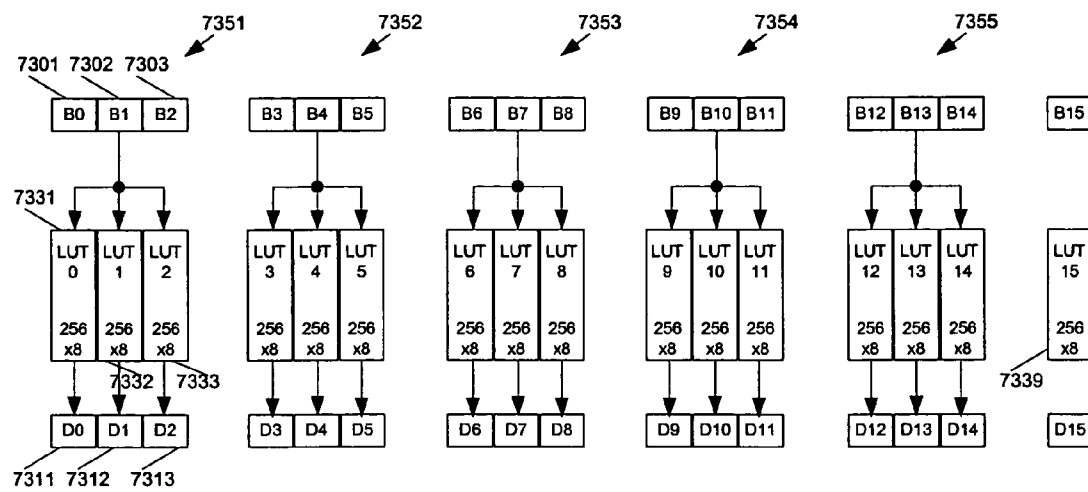 7351 7352 7353 7354 7355
7301 7302 7303
B0 B1 B2 B3 B4 B5 B6 B7 B8 B9 B10 B11 B12 B13 B14 B15
7331
LUT LUT LUT LUT LUT LUT LUT LUT LUT LUT LUT LUT LUT LUT LUT LUT
0 1 2 3 4 5 6 7 8 9 10 11 12 13 14 15
256 256 256 256 256 256 256 256 256 256 256 256 256 256 256 256
x8 x8 x8 x8 x8 x8 x8 x8 x8 x8 x8 x8 x8 x8 x8 x8
7332 7333 7339
D0 D1 D2 D3 D4 D5 D6 D7 D8 D9 D10 D11 D12 D13 D14 D15
7311 7312 7313